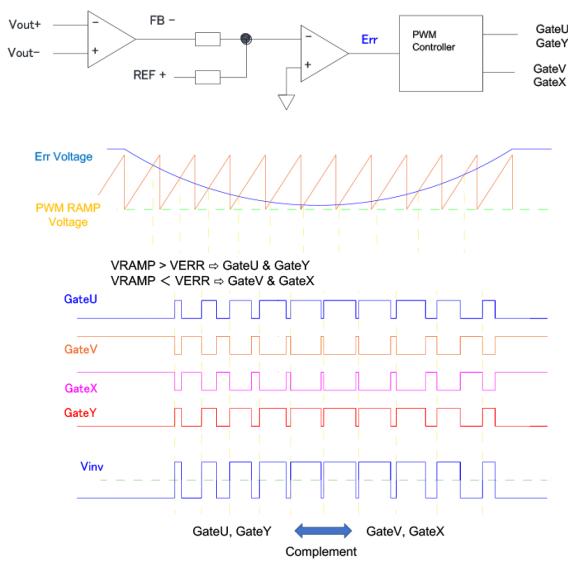 Vout+
Vout-
-
+
FB -
REF +
-
+
Err
PWM
Controller
GateU
GateY
GateV
GateX
Err Voltage
PWM RAMP
Voltage
VRAMP > VERR ⇨ GateU & GateY
VRAMP < VERR ⇨ GateV & GateX
GateU
GateV
GateX
GateY
Vinv
GateU, GateY
GateV, GateX
Complement